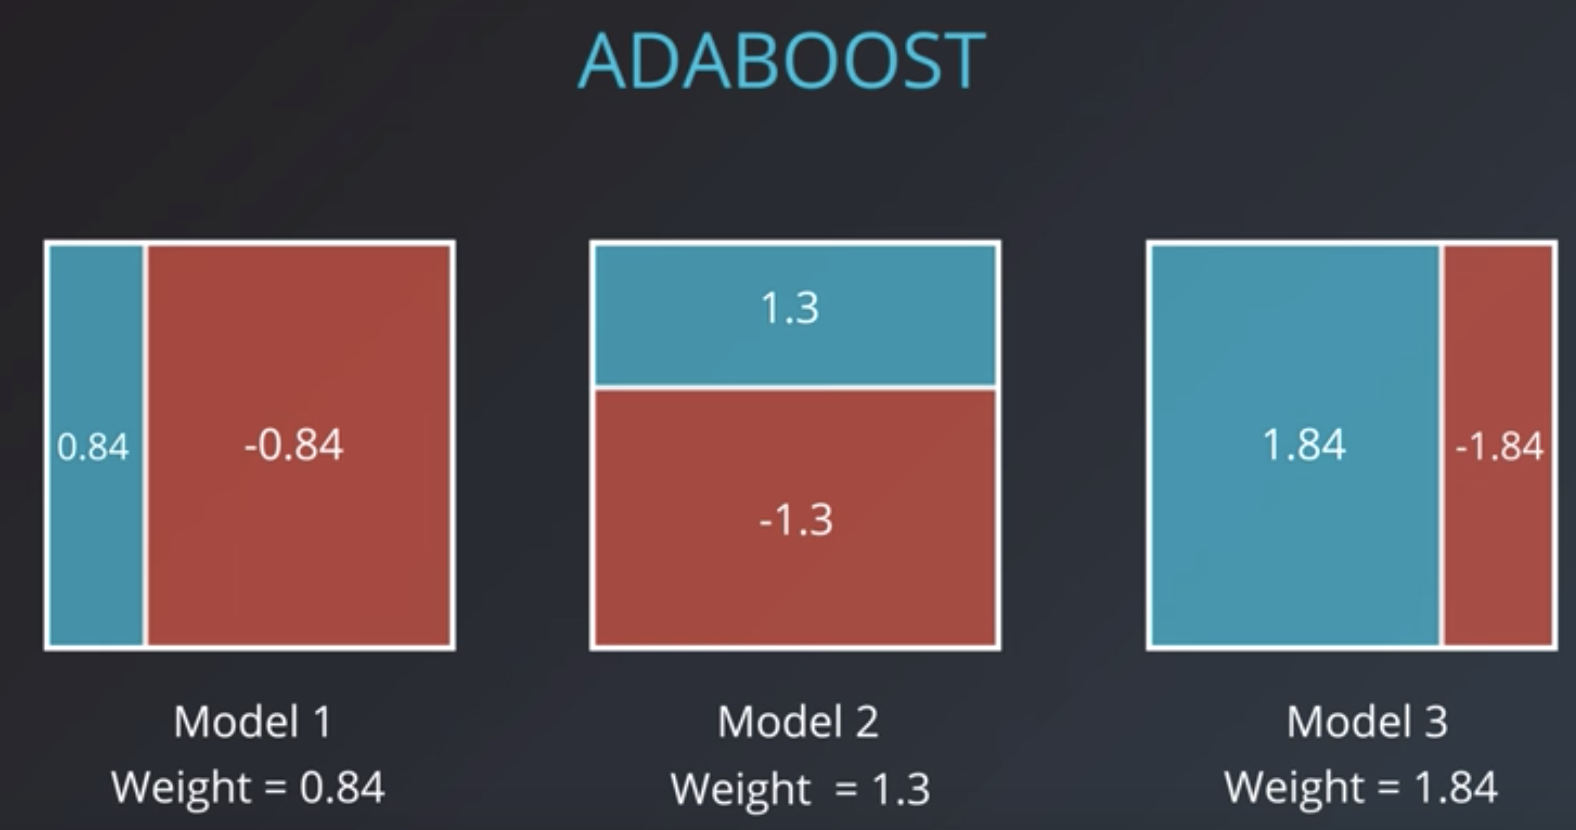 ADABOOST
0.84
-0.84
1.3
-1.3
1.84
-1.84
Model 1
Weight = 0.84
Model 2
Weight  = 1.3
Model 3
Weight = 1.84